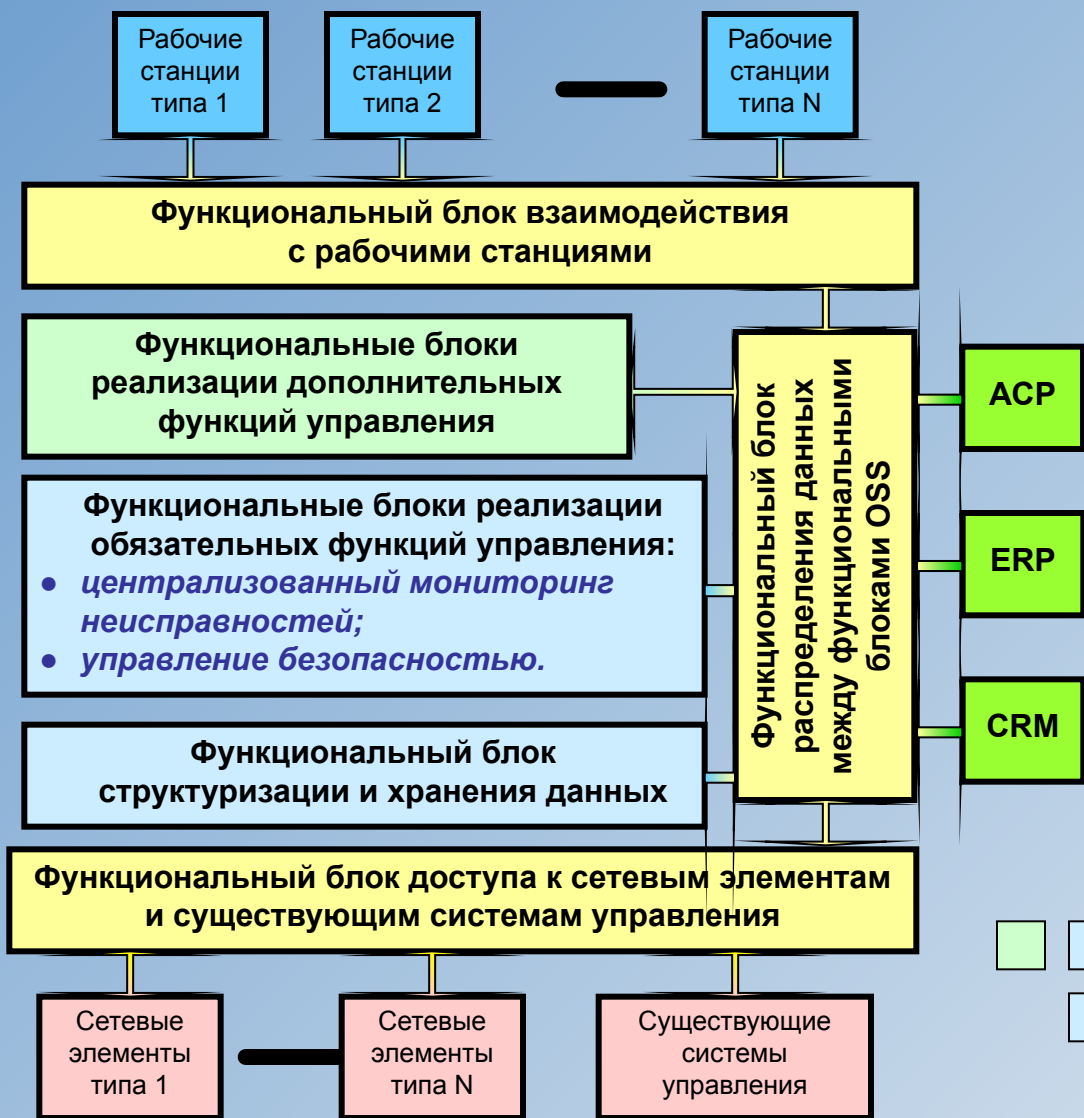 Рабочие
станции
типа 1
Рабочие
станции
типа 2
Рабочие
станции
типа N
Функциональный блок взаимодействия
с рабочими станциями
Функциональные блоки
реализации дополнительных
функций управления
Функциональные блоки реализации
обязательных функций управления:
● централизованный мониторинг
неисправностей;
● управление безопасностью.
Функциональный блок
структуризации и хранения данных
Функциональный блок
распределения данных
между функциональными
блоками OSS
АСР
ERP
CRM
Функциональный блок доступа к сетевым элементам
и существующим системам управления
Сетевые
элементы
типа 1
Сетевые
элементы
типа N
Существующие
системы
управления